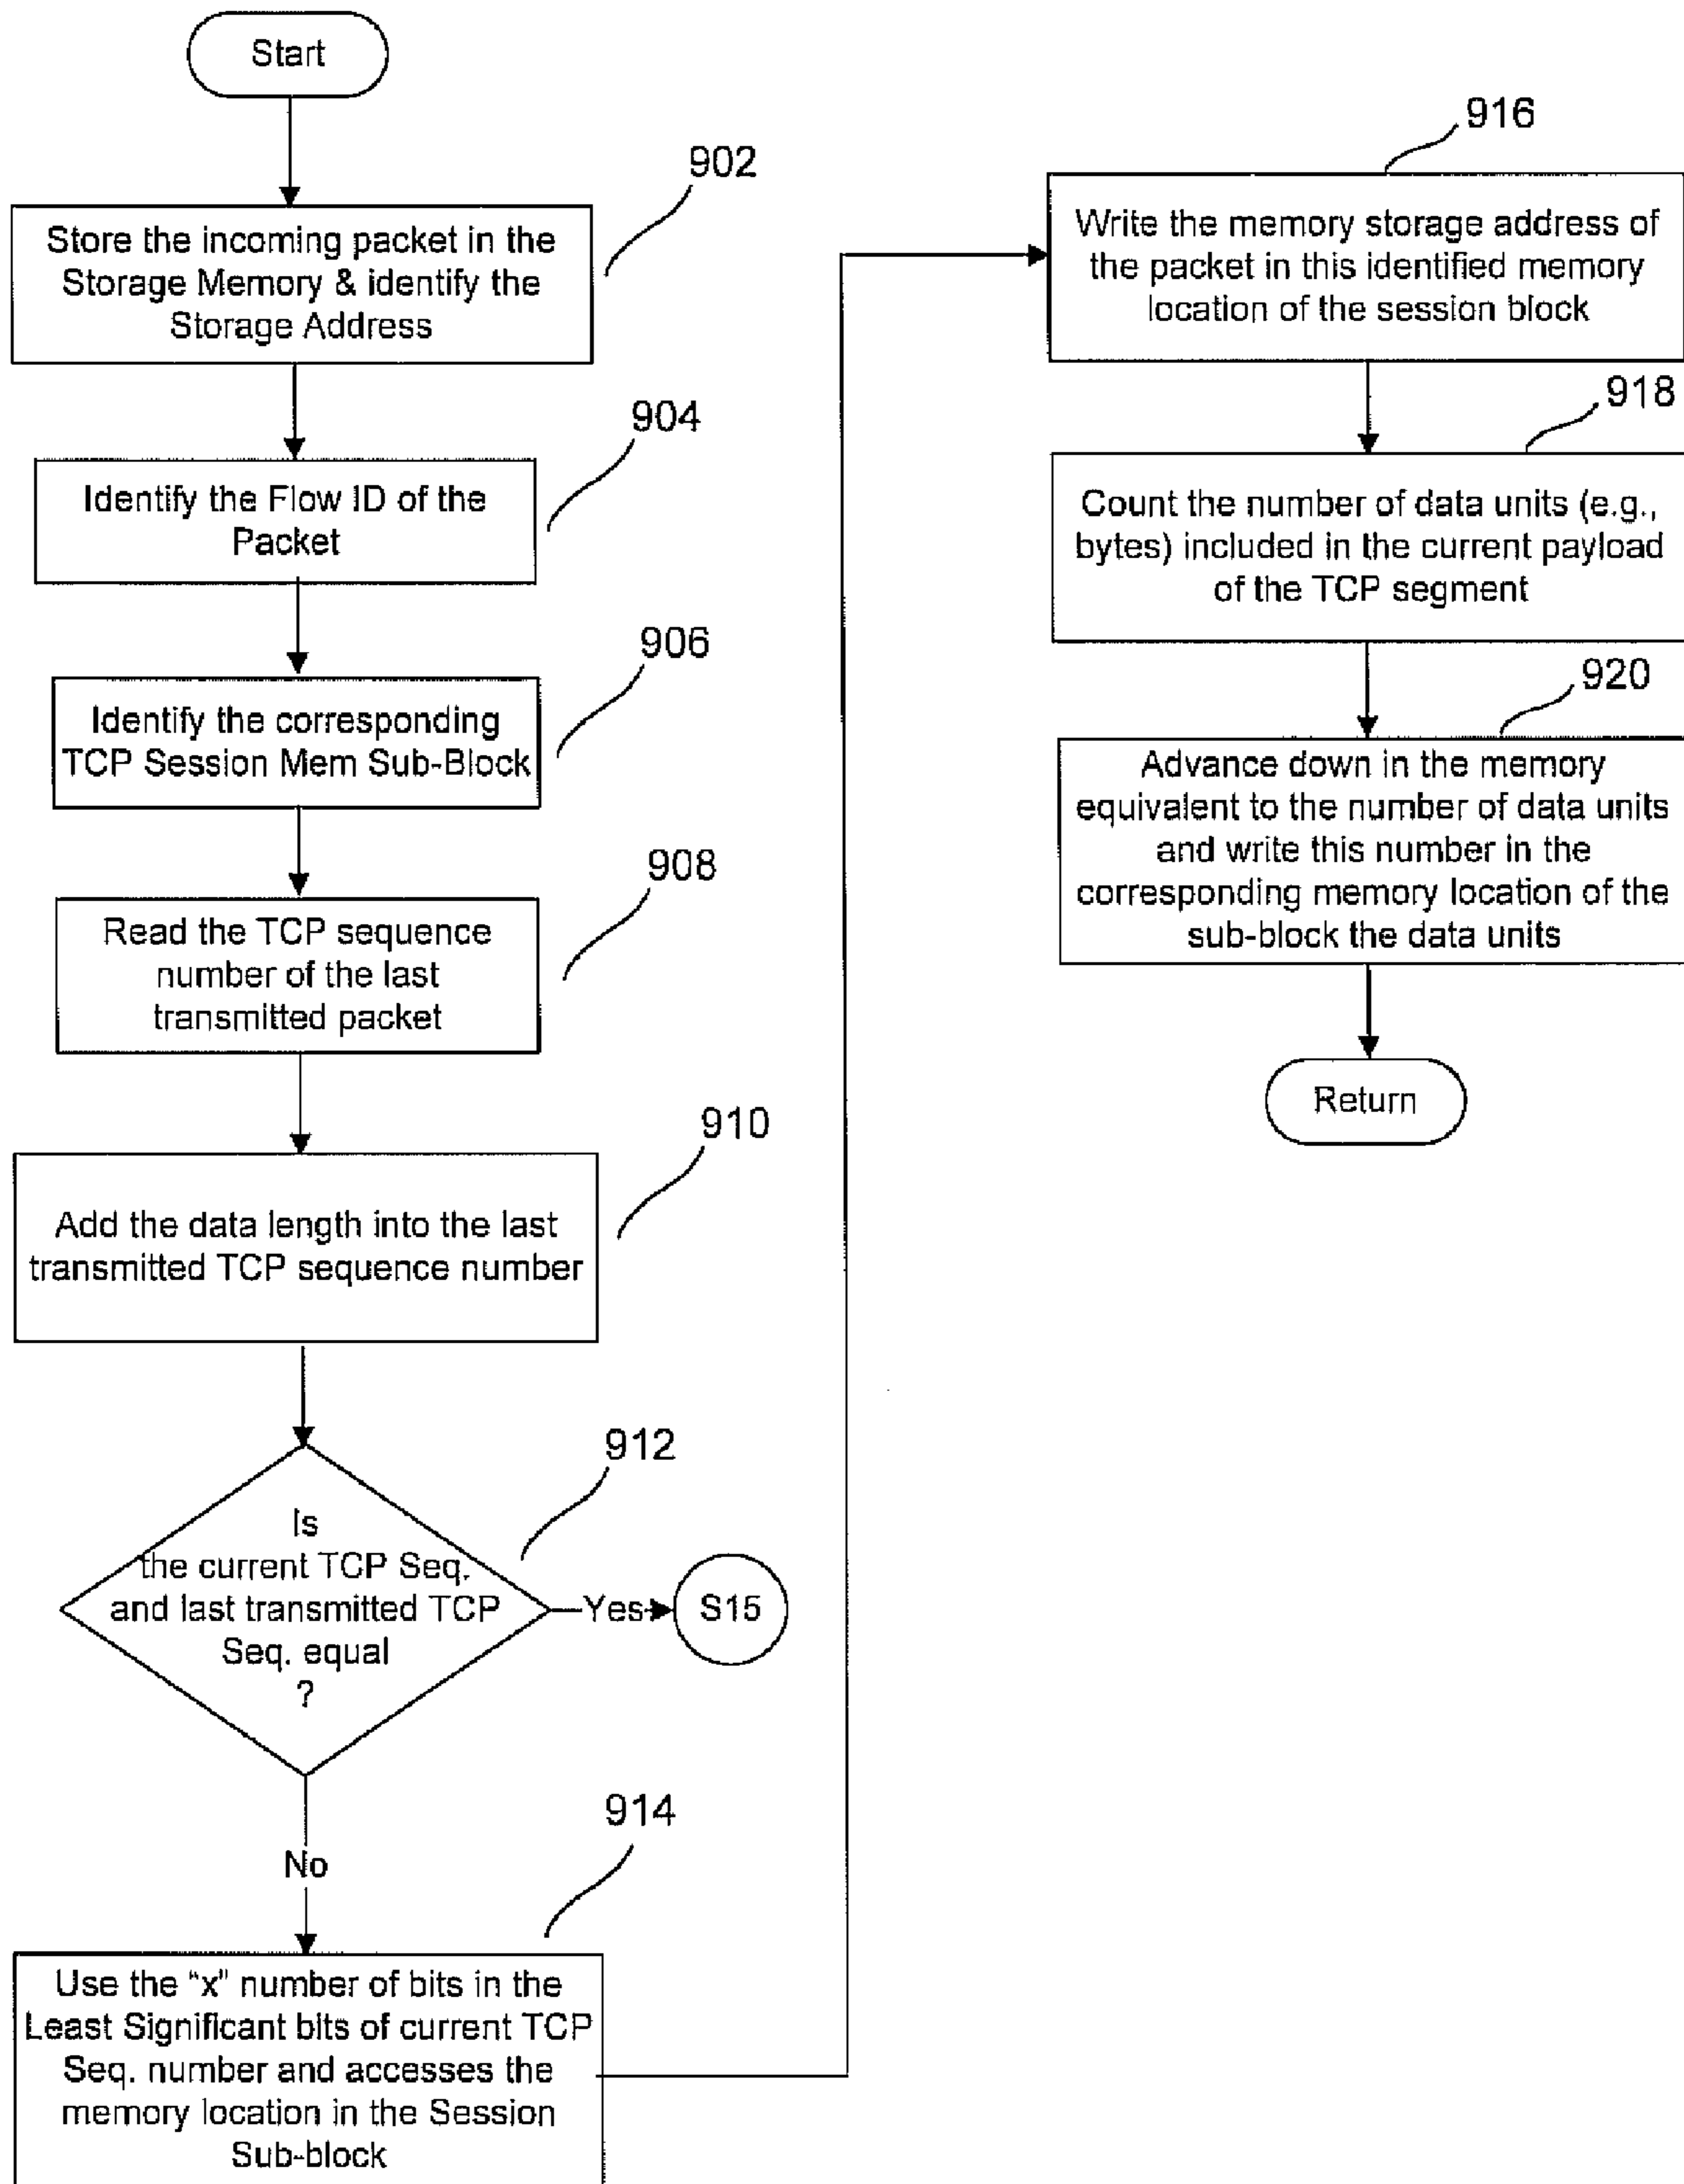 Start
902
Store the incoming packet in the
Storage Memory & identify the
Storage Address
904
Identify the Flow ID of the
Packet
906
Identify the corresponding
TCP Session Mem Sub-Block
908
Read the TCP sequence
number of the last
transmitted packet
910
Add the data length into the last
transmitted TCP sequence number
912
Is
the current TCP Seq.
and last transmitted TCP
Seq. equal
?
Yes
S15
No
914
Use the “x” number of bits in the
Least Significant bits of current TCP
Seq. number and accesses the
memory location in the Session
Sub-block
916
Write the memory storage address of
the packet in this identified memory
location of the session block
918
Count the number of data units (e.g.,
bytes) included in the current payload
of the TCP segment
920
Advance down in the memory
equivalent to the number of data units
and write this number in the
corresponding memory location of the
sub-block the data units
Return